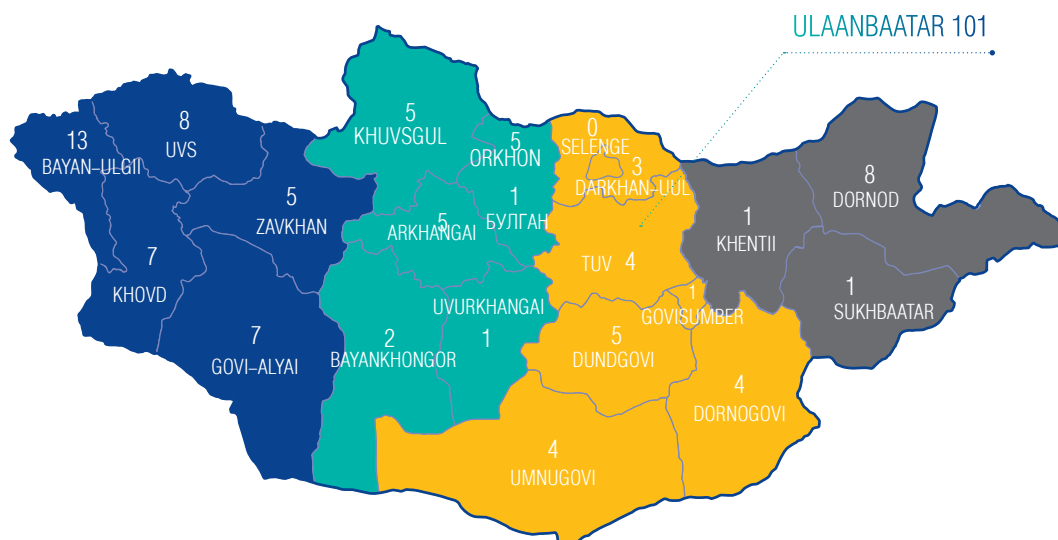 ULAANBAATAR 101
13
BAYAN-ULGII
8
UVS
5
ZAVKHAN
7
KHOVD
7
GOVI-ALYAI
5
KHUVSGUL
5
ORKHON
1
БУЛГАН
5
ARKHANGAI
UVURKHANGAI
1
2
BAYANKHONGOR
0
SELENGE
3
DARKHAN-UUL
TUV 4
1
GOVISUMBER
5
DUNDGOVI
4
DORNOGOVI
4
UMNUGOVI
1
KHENTII
8
DORNOD
1
SUKHBAATAR